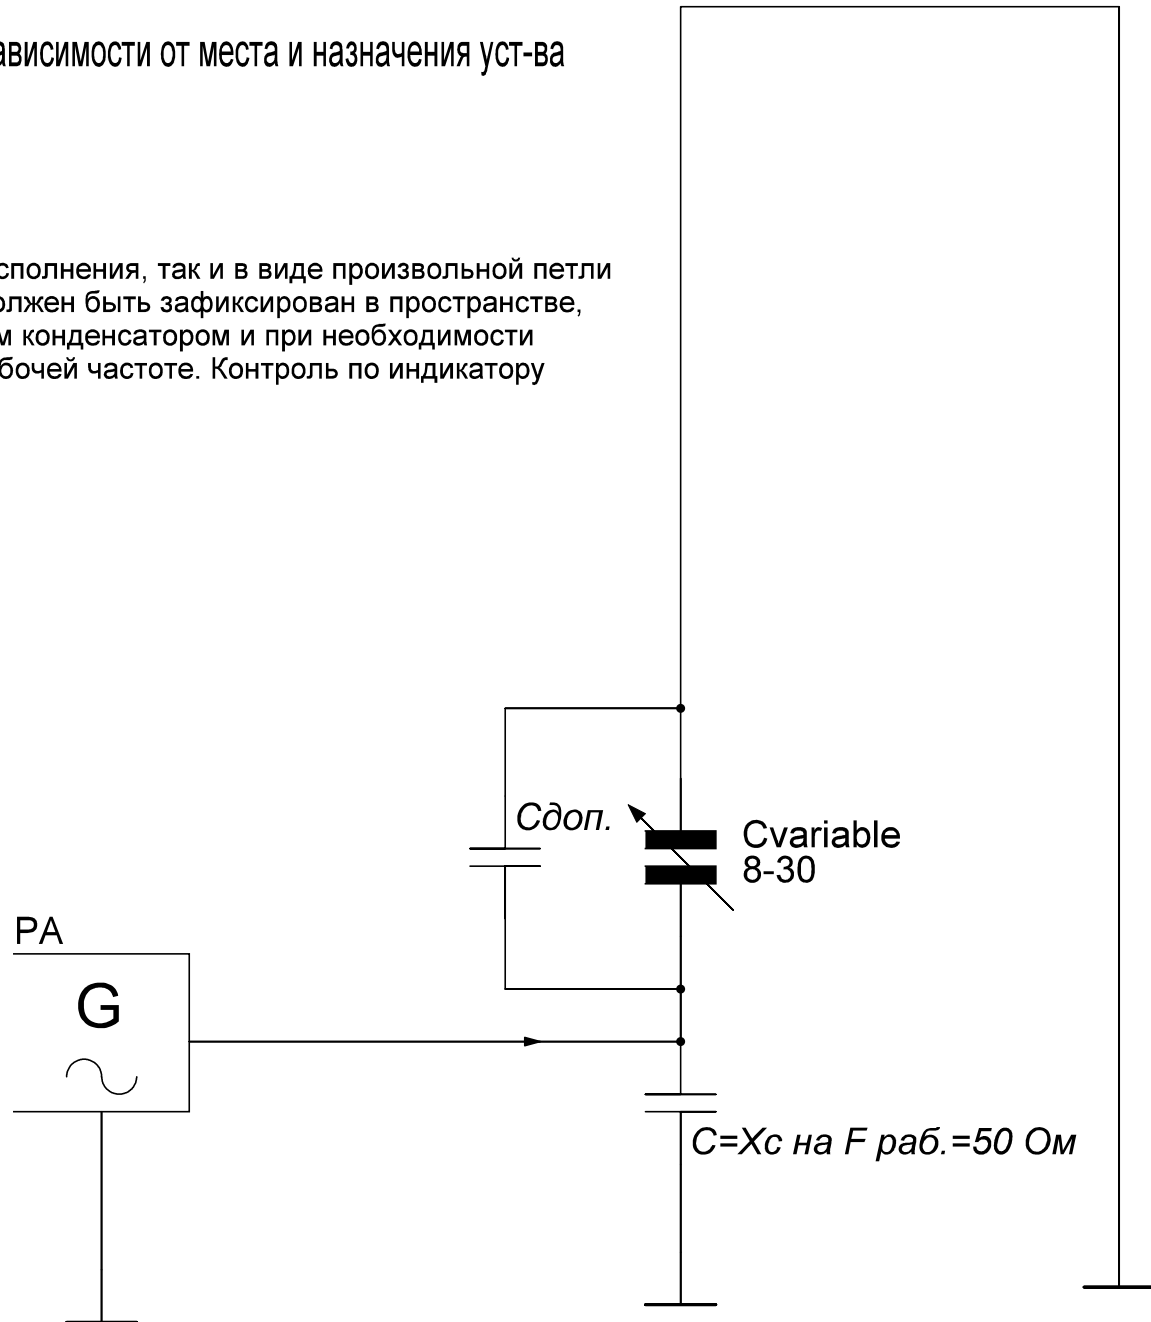 ависимости от места и назначения уст-ва
сполнения, так и в виде произвольной петли
олжен быть зафиксирован в пространстве,
м конденсатором и при необходимости
бочей частоте. Контроль по индикатору
Cдоп.
Cvariable
8-30
PA
G
C=Xc на F раб.=50 Ом